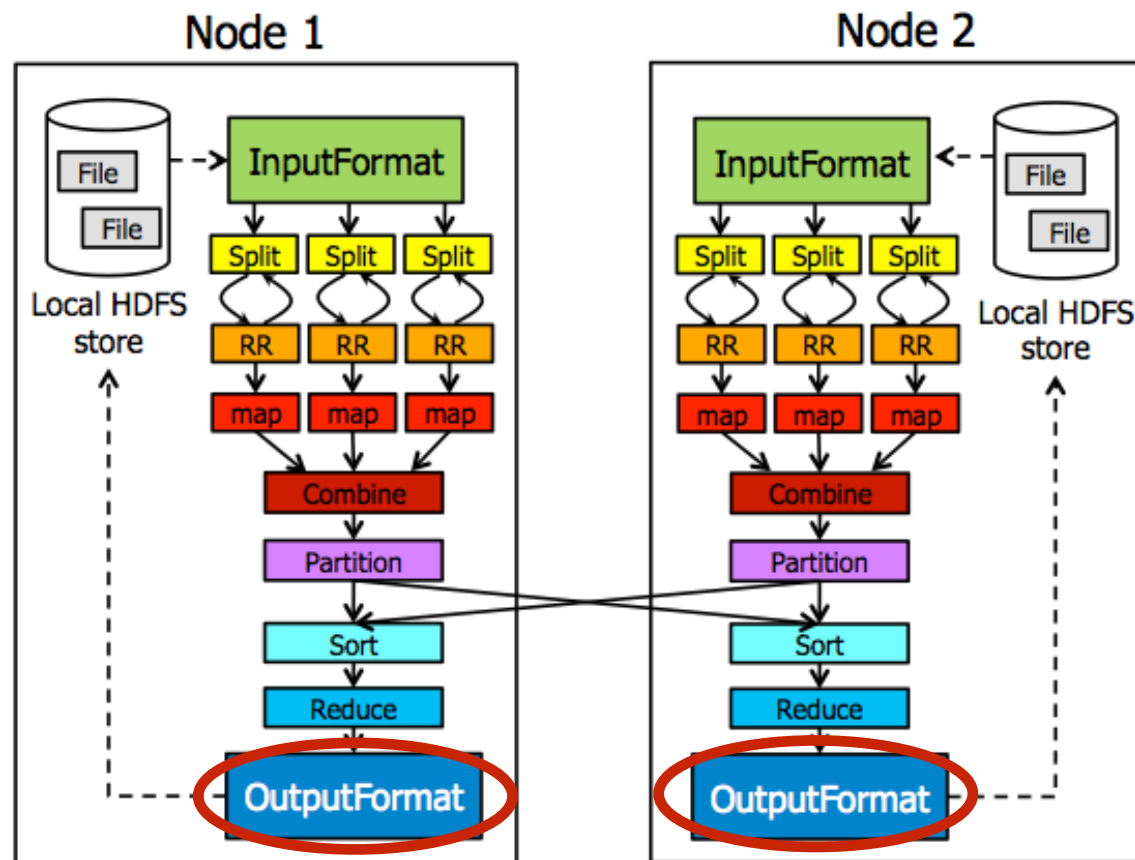 Node 1
File
File
Local HDFS
store
InputFormat
Split Split Split
RR RR RR
map map map
Combine
Partition
Sort
Reduce
OutputFormat
Node 2
InputFormat
File
File
Local HDFS
store
Split Split Split
RR RR RR
map map map
Combine
Partition
Sort
Reduce
OutputFormat